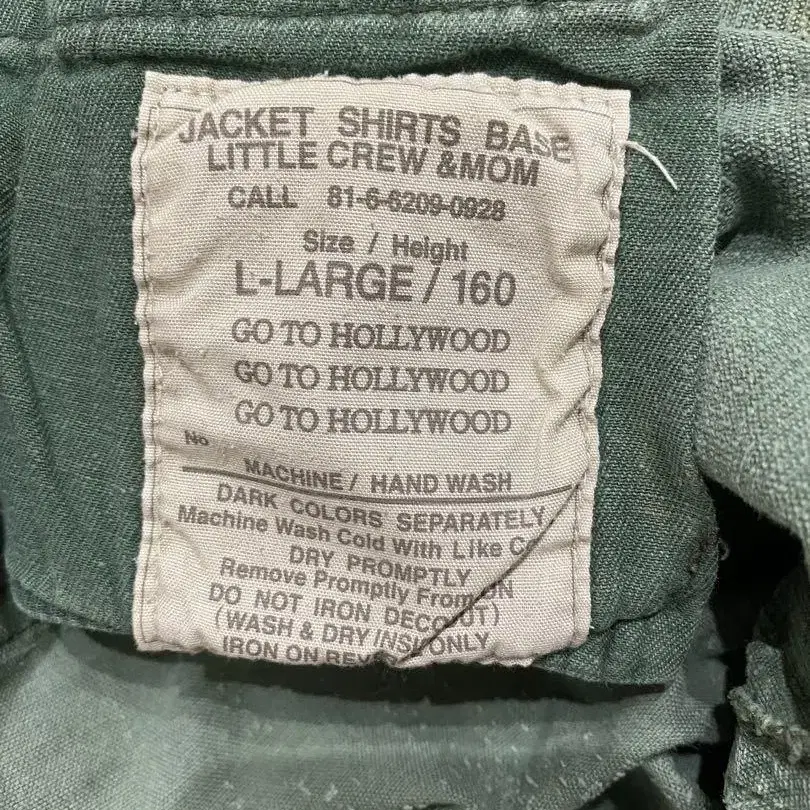 JACKET SHIRTS BASE
LITTLE CREW &MOM
CALL 81-6-6209-0928
Size / Height
L-LARGE / 160
GO TO HOLLYWOOD
GO TO HOLLYWOOD
GO TO HOLLYWOOD
No
MACHINE / HAND WASH
DARK COLORS SEPARATELY
Machine Wash Cold With Like
DRY PROMPTLY
Remove Promptly From
DO NOT IRON
(WASH & DRY
IRON ON